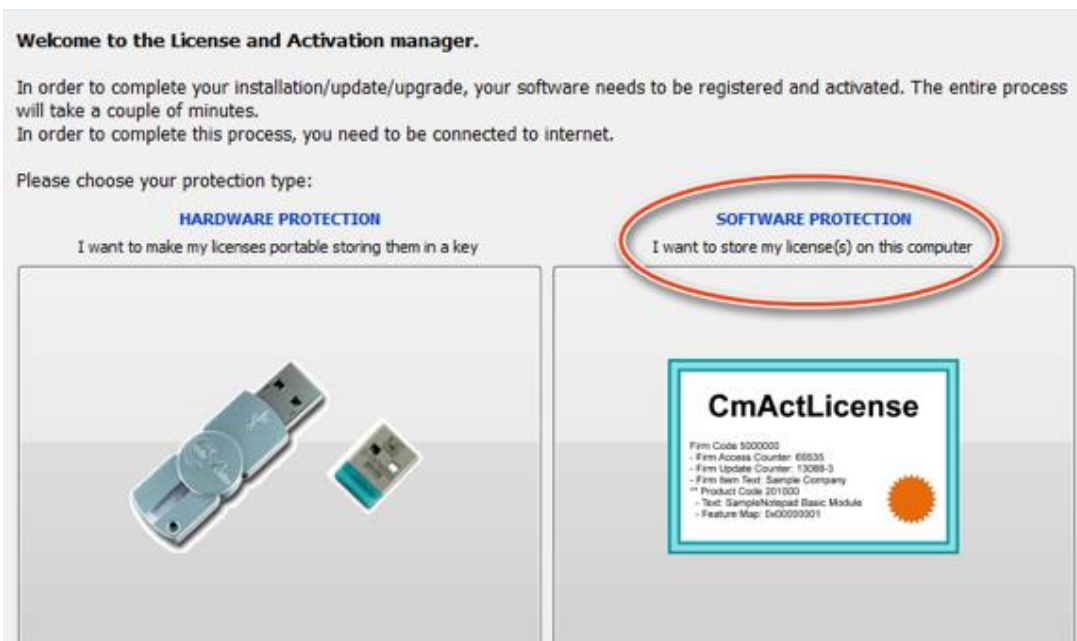 Welcome to the License and Activation manager.
In order to complete your installation/update/upgrade, your software needs to be registered and activated. The entire process
will take a couple of minutes.
In order to complete this process, you need to be connected to internet.
Please choose your protection type:
HARDWARE PROTECTION
I want to make my licenses portable storing them in a key
SOFTWARE PROTECTION
I want to store my license(s) on this computer
CmActLicense
Firm Code 5000000
- Firm Access Counter: 65535
- Firm Update Counter: 13088-3
- Firm Item Text: Sample Company
** Product Code 201000
- Text: SampleNotepad Basic Module
- Feature Map: 0x00000001